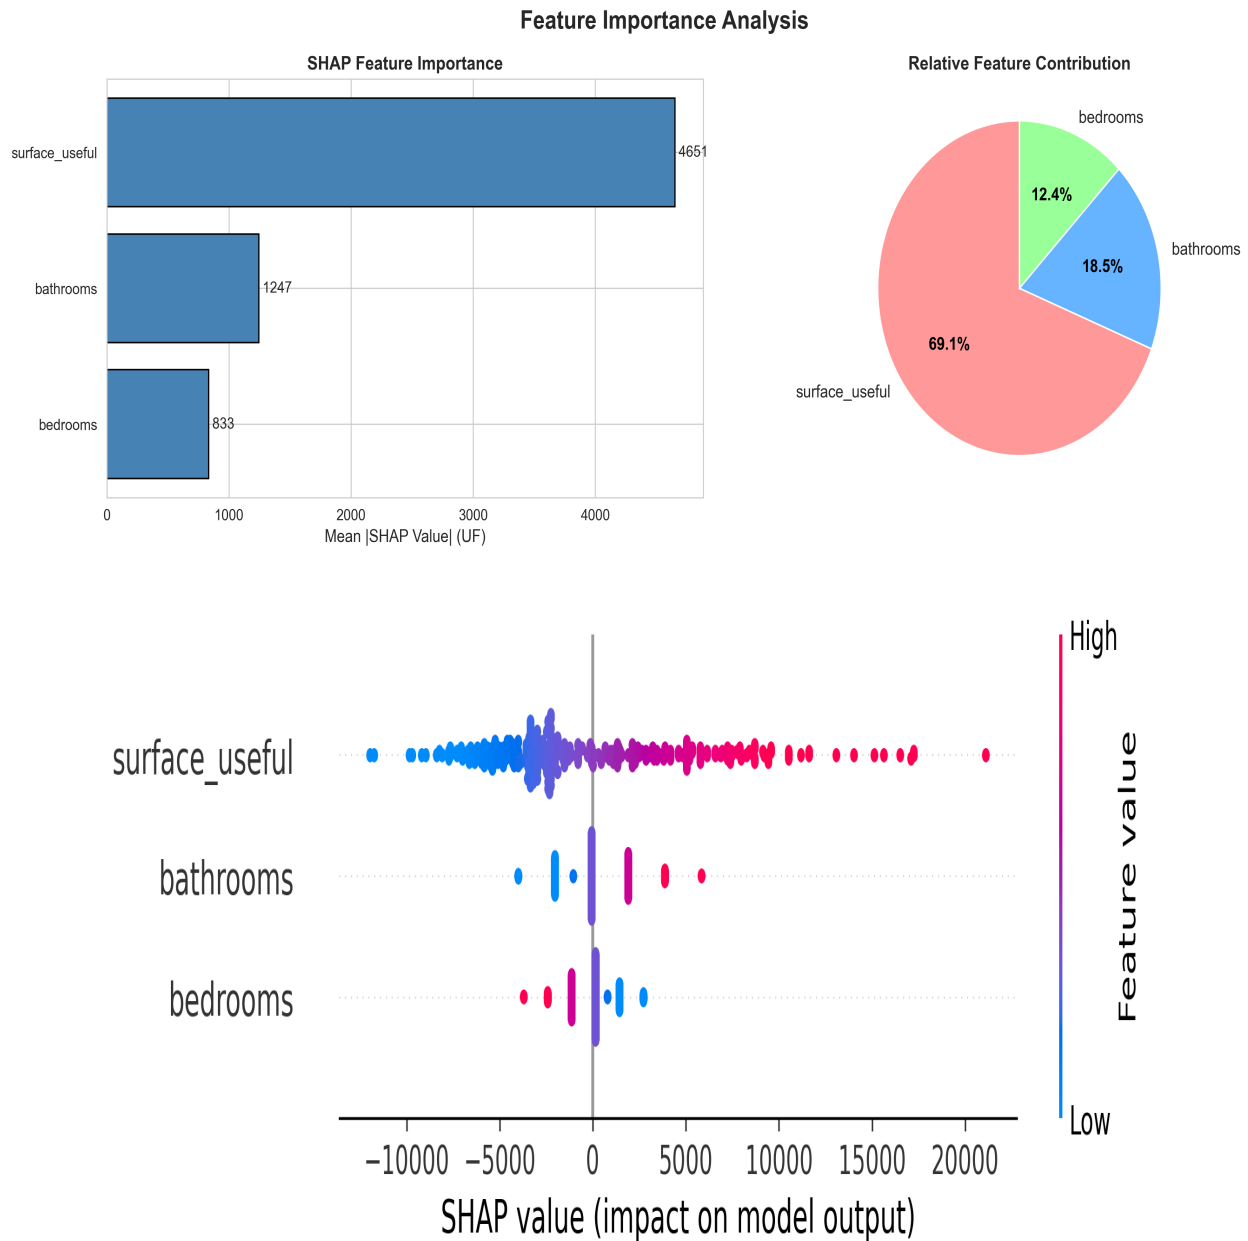 Feature Importance Analysis
SHAP Feature Importance
surface_useful
4651
bathrooms
1247
bedrooms
833
0 1000 2000 3000 4000
Mean |SHAP Value| (UF)
Relative Feature Contribution
bedrooms
12.4%
bathrooms
18.5%
69.1%
surface_useful
High
surface_useful
bathrooms
bedrooms
Feature value
Low
−10000 −5000 0 5000 10000 15000 20000
SHAP value (impact on model output)